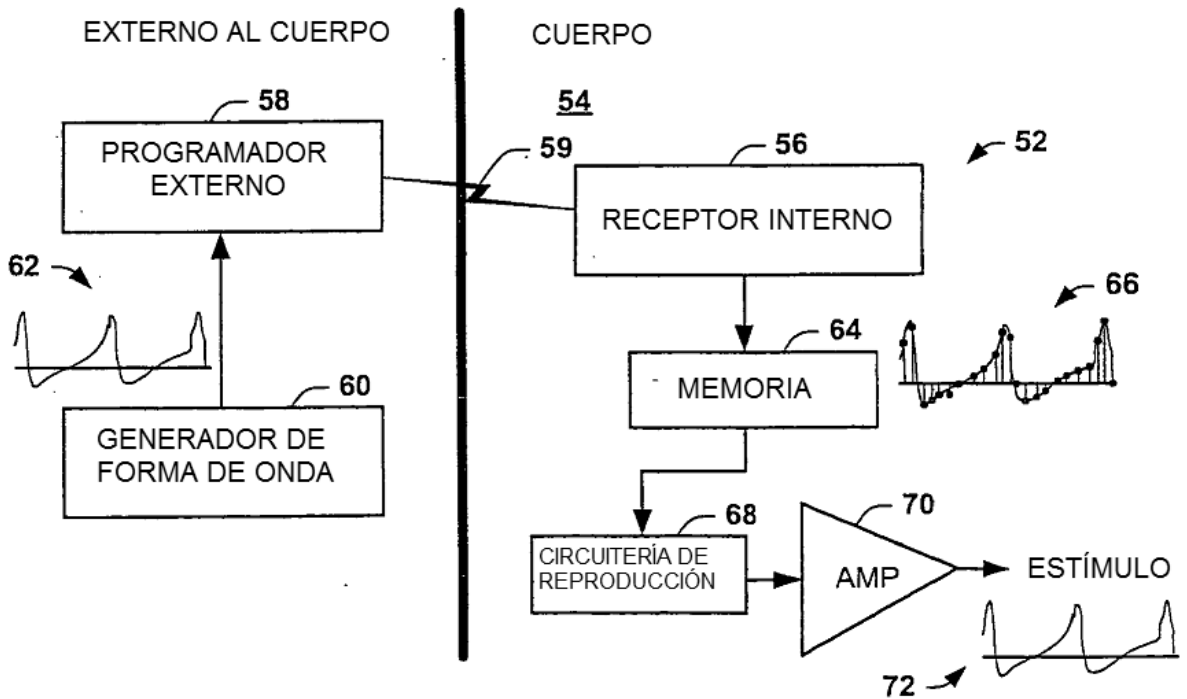 EXTERNO AL CUERPO
CUERPO
58
54
PROGRAMADOR
EXTERNO
59
56
52
RECEPTOR INTERNO
62
66
64
MEMORIA
60
GENERADOR DE
FORMA DE ONDA
68
70
CIRCUITERÍA DE
REPRODUCCIÓN
AMP
ESTÍMULO
72